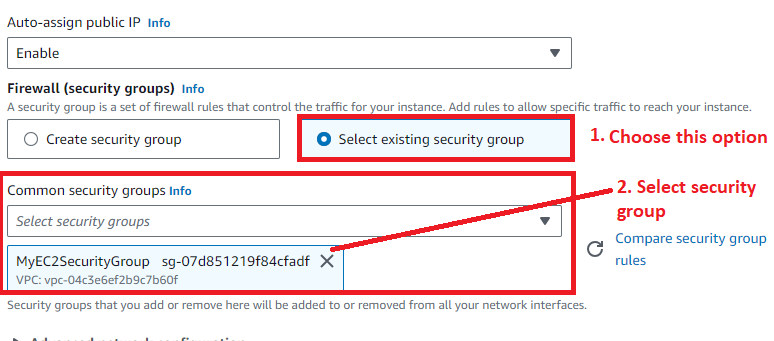 Auto-assign public IP Info
Enable
Firewall (security groups) Info
A security group is a set of firewall rules that control the traffic for your instance. Add rules to allow specific traffic to reach your instance.
Create security group
Select existing security group
1. Choose this option
Common security groups Info
2. Select security
group
Select security groups
Compare security group
rules
MyEC2SecurityGroup sg-07d851219f84cfadf
VPC: vpc-04c3e6ef2b9c7b60f
Security groups that you add or remove here will be added to or removed from all your network interfaces.
Advanced network configuration